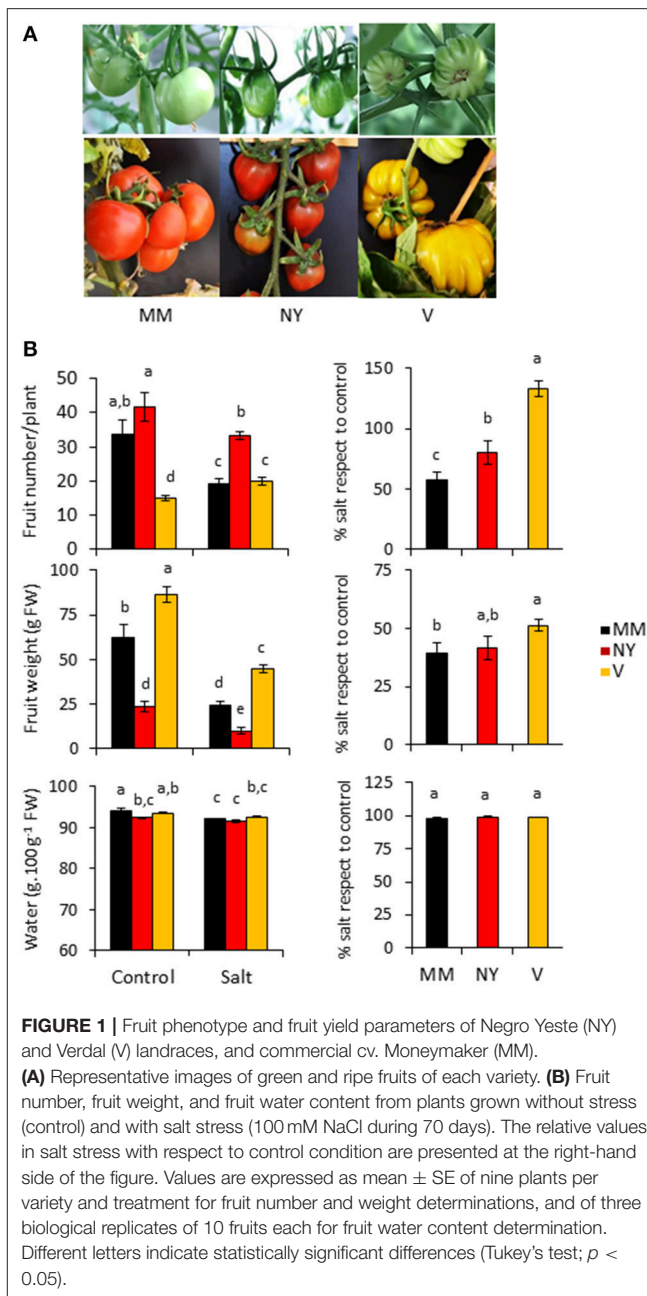 A
MM NY V
B
Fruit number/plant
50
40
30
20
10
0
a,b a d c b c
% salt respect to control
150
100
50
0
c b a
Fruit weight (g FW)
100
75
50
25
0
b d a d e c
% salt respect to control
75
50
25
0
b a,b a
MM
NY
V
Water (g.100g⁻¹ FW)
100
90
80
70
60
a b,c a,b c c b,c
Control Salt
% salt respect to control
125
100
75
50
25
0
a a a
MM NY V
FIGURE 1 | Fruit phenotype and fruit yield parameters of Negro Yeste (NY)
and Verdal (V) landraces, and commercial cv. Moneymaker (MM).
(A) Representative images of green and ripe fruits of each variety. (B) Fruit
number, fruit weight, and fruit water content from plants grown without stress
(control) and with salt stress (100 mM NaCl during 70 days). The relative values
in salt stress with respect to control condition are presented at the right-hand
side of the figure. Values are expressed as mean ± SE of nine plants per
variety and treatment for fruit number and weight determinations, and of three
biological replicates of 10 fruits each for fruit water content determination.
Different letters indicate statistically significant differences (Tukey's test; p <
0.05).